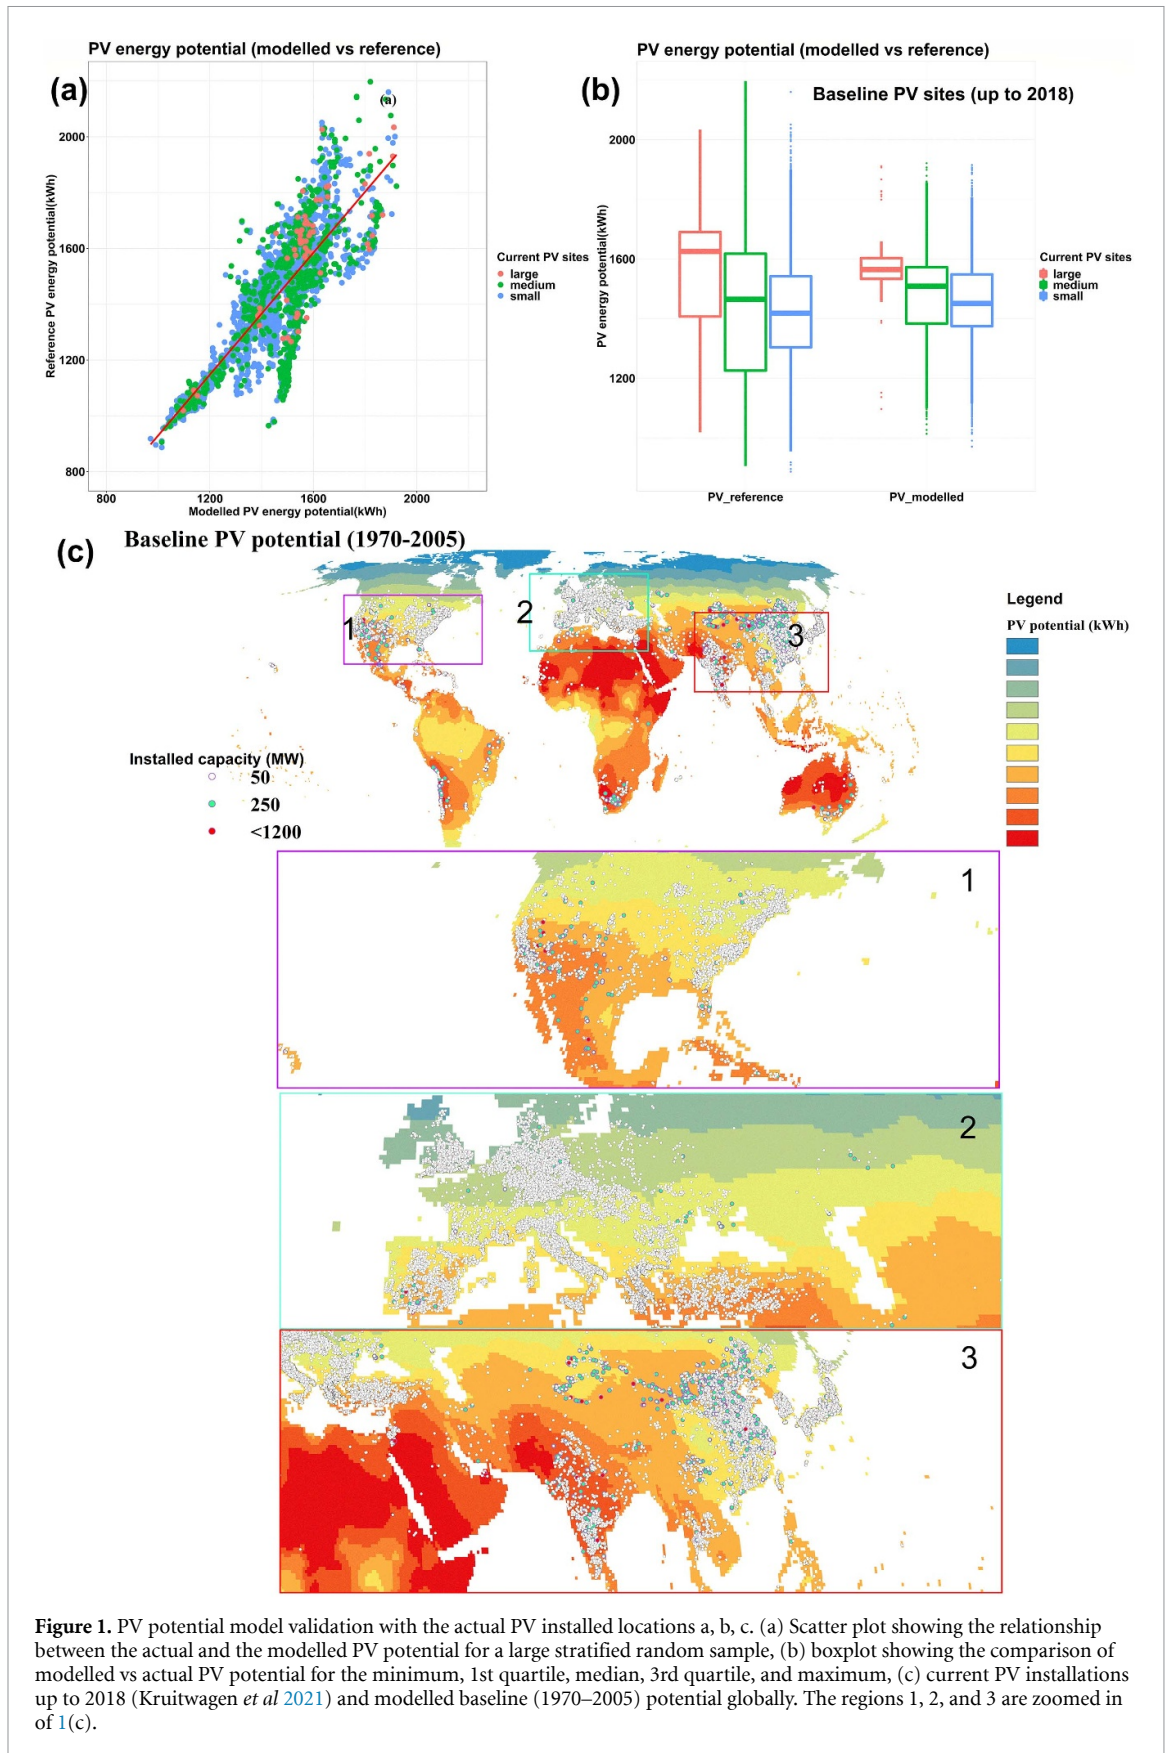 PV energy potential (modelled vs reference)
(a)
(a)
Reference PV energy potential(kWh)
2000
1600
1200
800
800 1200 1600 2000
Modelled PV energy potential(kWh)
Current PV sites
large
medium
small
PV energy potential (modelled vs reference)
(b)
Baseline PV sites (up to 2018)
PV energy potential(kWh)
2000
1600
1200
PV_reference PV_modelled
Current PV sites
large
medium
small
(c) Baseline PV potential (1970-2005)
1
2
3
Legend
PV potential (kWh)
Installed capacity (MW)
50
250
<1200
1
2
3
Figure 1. PV potential model validation with the actual PV installed locations a, b, c. (a) Scatter plot showing the relationship
between the actual and the modelled PV potential for a large stratified random sample, (b) boxplot showing the comparison of
modelled vs actual PV potential for the minimum, 1st quartile, median, 3rd quartile, and maximum, (c) current PV installations
up to 2018 (Kruitwagen et al 2021) and modelled baseline (1970–2005) potential globally. The regions 1, 2, and 3 are zoomed in
of 1(c).